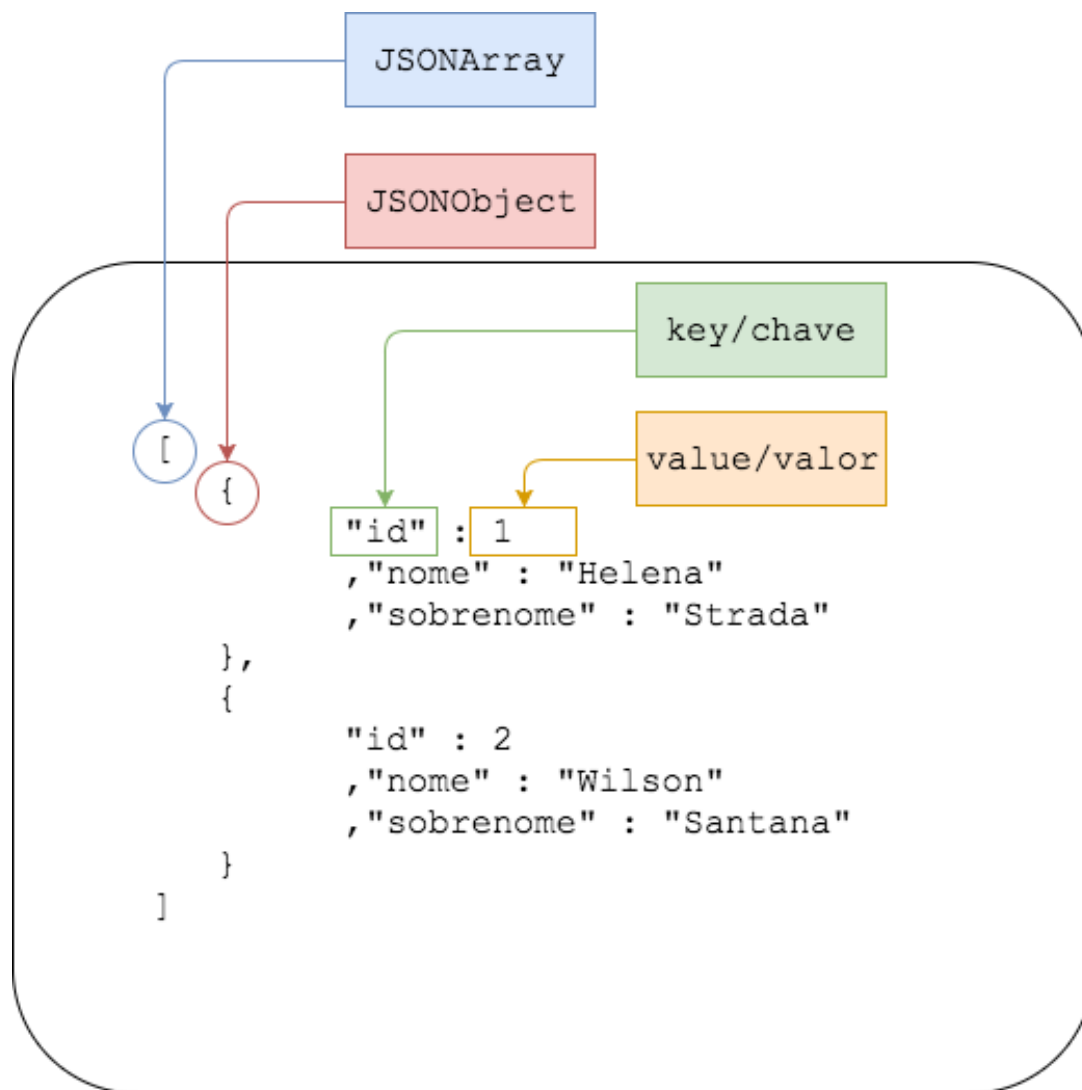 JSONArray
JSONObject
key/chave
[
value/valor
{
"id" : 1
,"nome" : "Helena"
,"sobrenome" : "Strada"
},
{
"id" : 2
,"nome" : "Wilson"
,"sobrenome" : "Santana"
}
]